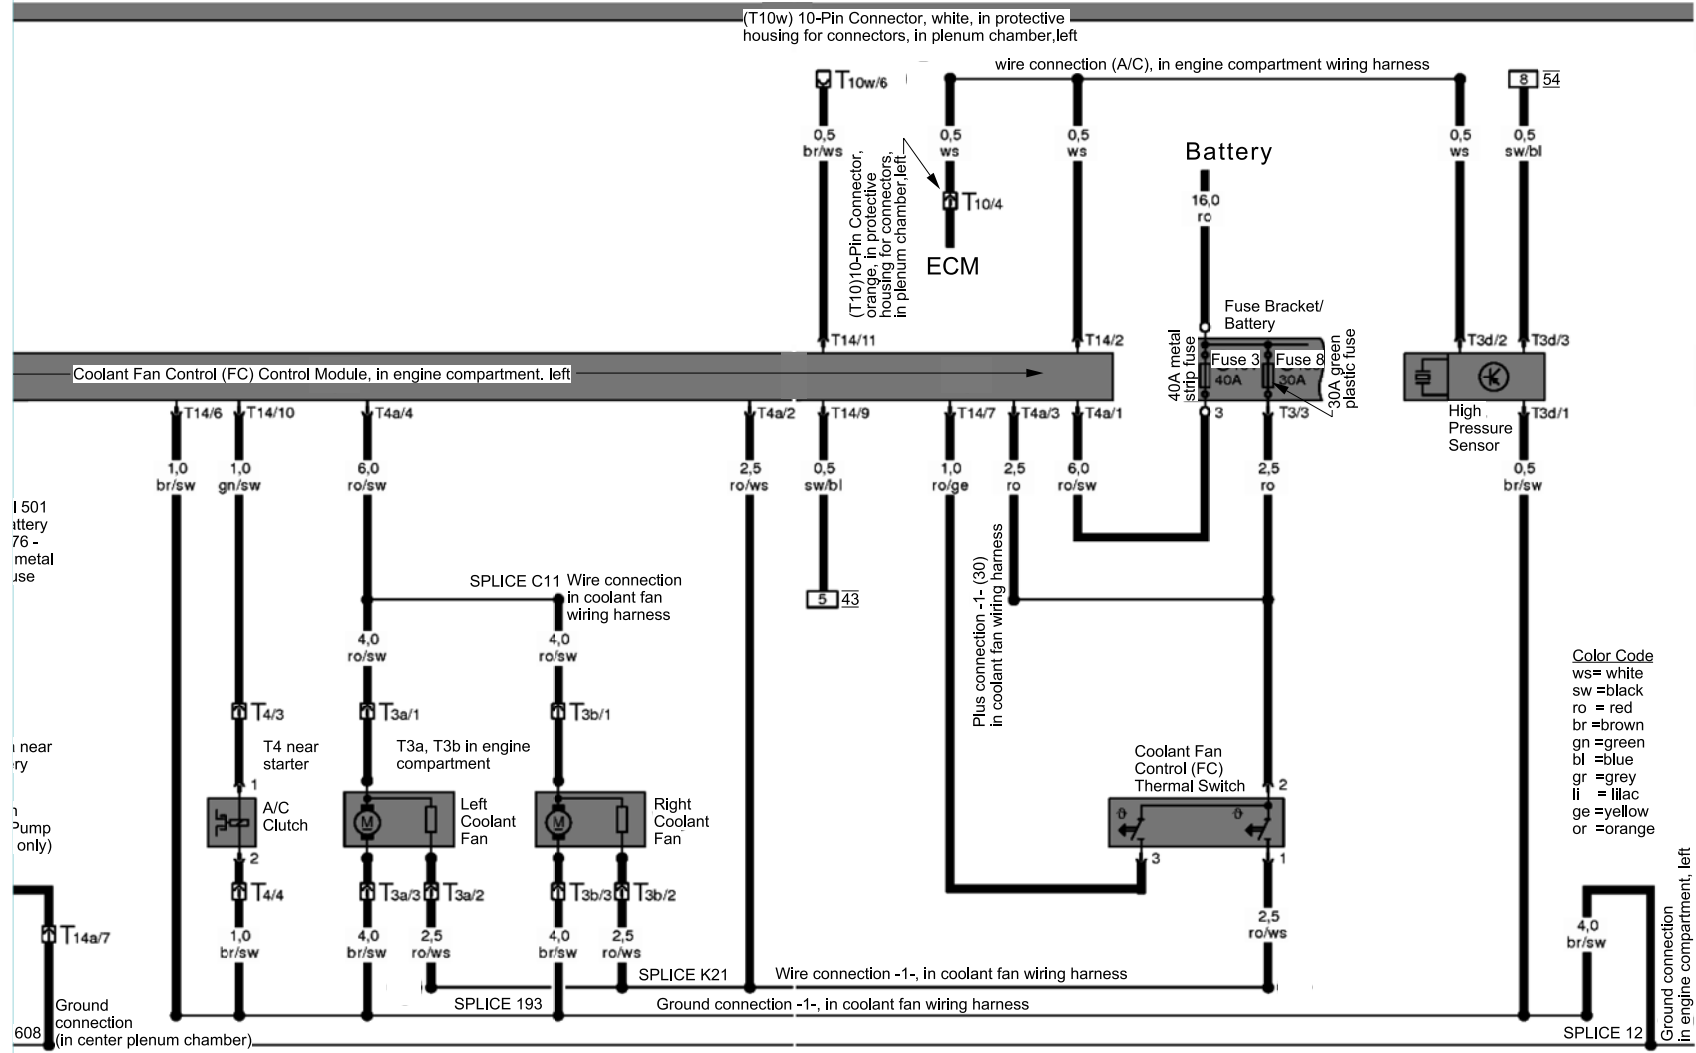 (T10w) 10-Pin Connector, white, in protective
housing for connectors, in plenum chamber,left
wire connection (A/C), in engine compartment wiring harness
T10w/6
8 54
0,5
br/ws
0,5
ws
0,5
ws
0,5
ws
0,5
sw/bl
(T10)10-Pin Connector,
orange, in protective
housing for connectors,
in plenum chamber,left
T10/4
ECM
Battery
16,0
ro
Fuse Bracket/
Battery
T14/11
T14/2
T3d/2
T3d/3
40A metal
strip fuse
Fuse 3
40A
Fuse 8
30A
30A green
plastic fuse
Coolant Fan Control (FC) Control Module, in engine compartment. left
T14/6
T14/10
T4a/4
T4a/2
T14/9
T14/7
T4a/3
T4a/1
3
T3/3
High
Pressure
Sensor
T3d/1
1,0
br/sw
1,0
gn/sw
6,0
ro/sw
2,5
ro/ws
0,5
sw/bl
1,0
ro/ge
2,5
ro
6,0
ro/sw
2,5
ro
0,5
br/sw
l 501
attery
76 -
metal
use
Plus connection -1- (30)
in coolant fan wiring harness
SPLICE C11
Wire connection
in coolant fan
wiring harness
5 43
4,0
ro/sw
4,0
ro/sw
Color Code
ws= white
sw =black
ro = red
br =brown
gn =green
bl =blue
gr =grey
li = lilac
ge =yellow
or =orange
T4/3
T3a/1
T3b/1
near
ry
T4 near
starter
T3a, T3b in engine
compartment
Coolant Fan
Control (FC)
Thermal Switch
1
2
Pump
only)
A/C
Clutch
M
Left
Coolant
Fan
M
Right
Coolant
Fan
2
3
1
T4/4
T3a/3
T3a/2
T3b/3
T3b/2
T14a/7
1,0
br/sw
4,0
br/sw
2,5
ro/ws
4,0
br/sw
2,5
ro/ws
2,5
ro/ws
4,0
br/sw
SPLICE K21
Wire connection -1-, in coolant fan wiring harness
SPLICE 193
Ground connection -1-, in coolant fan wiring harness
608
Ground
connection
(in center plenum chamber)
SPLICE 12
Ground connection
in engine compartment, left